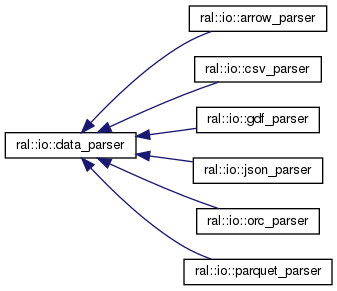 ral::io::arrow_parser
ral::io::csv_parser
ral::io::gdf_parser
ral::io::data_parser
ral::io::json_parser
ral::io::orc_parser
ral::io::parquet_parser